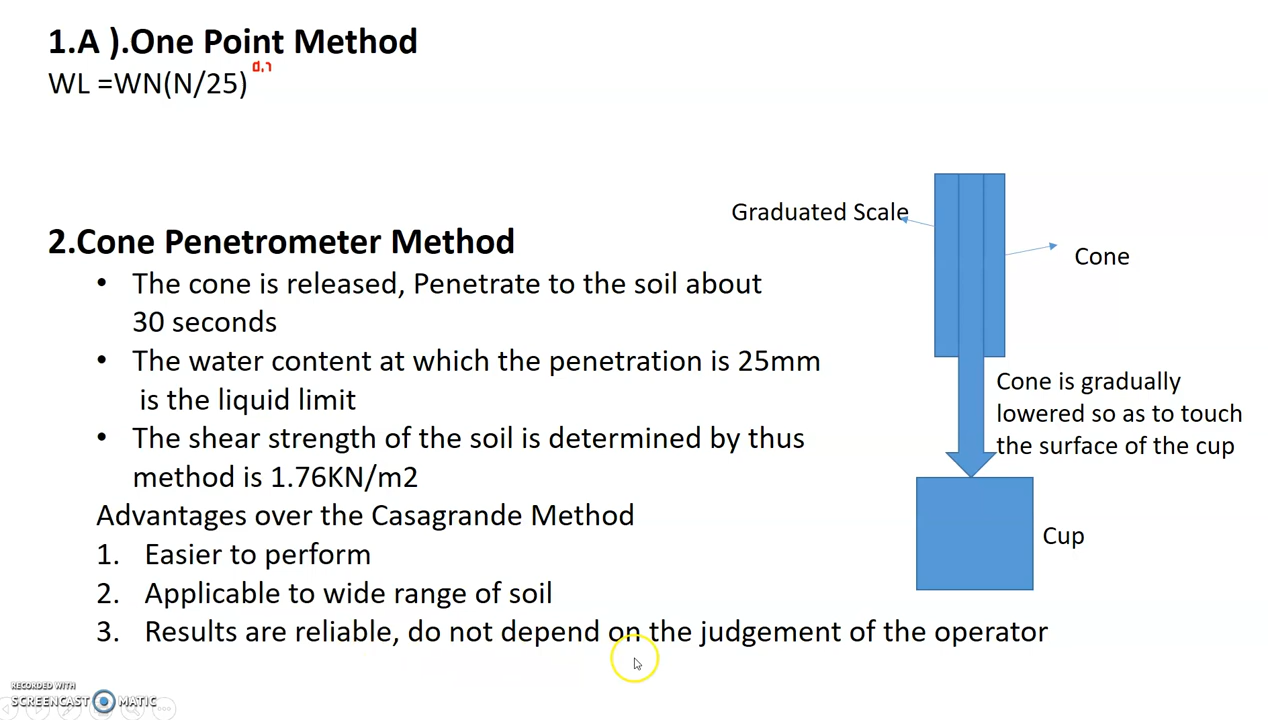 1.A ).One Point Method
WL =WN(N/25)
2.Cone Penetrometer Method
• The cone is released, Penetrate to the soil about
30 seconds
• The water content at which the penetration is 25mm
is the liquid limit
• The shear strength of the soil is determined by thus
method is 1.76KN/m2
Advantages over the Casagrande Method
1. Easier to perform
2. Applicable to wide range of soil
3. Results are reliable, do not depend on the judgement of the operator
Graduated Scale
Cone
Cone is gradually
lowered so as to touch
the surface of the cup
Cup
RECORDED WITH
SCREENCAST MATIC